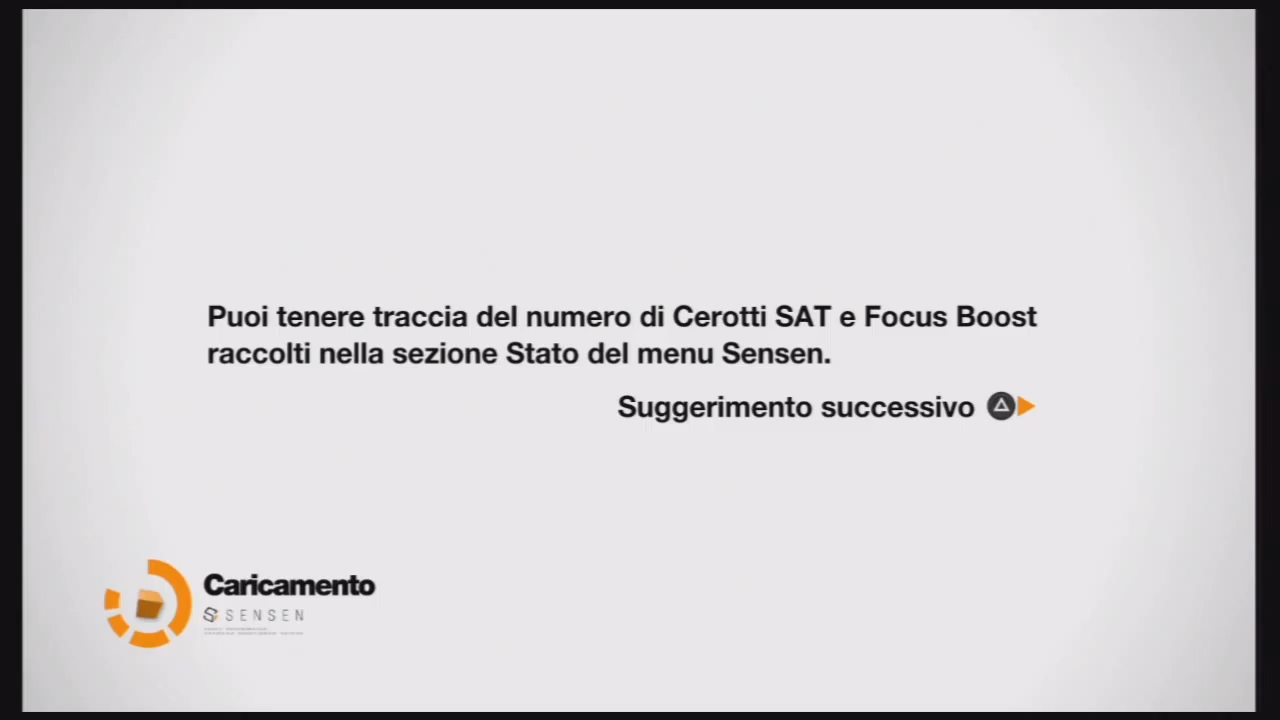 Puoi tenere traccia del numero di Cerotti SAT e Focus Boost
raccolti nella sezione Stato del menu Sensen.
Suggerimento successivo
Caricamento
SENSEN